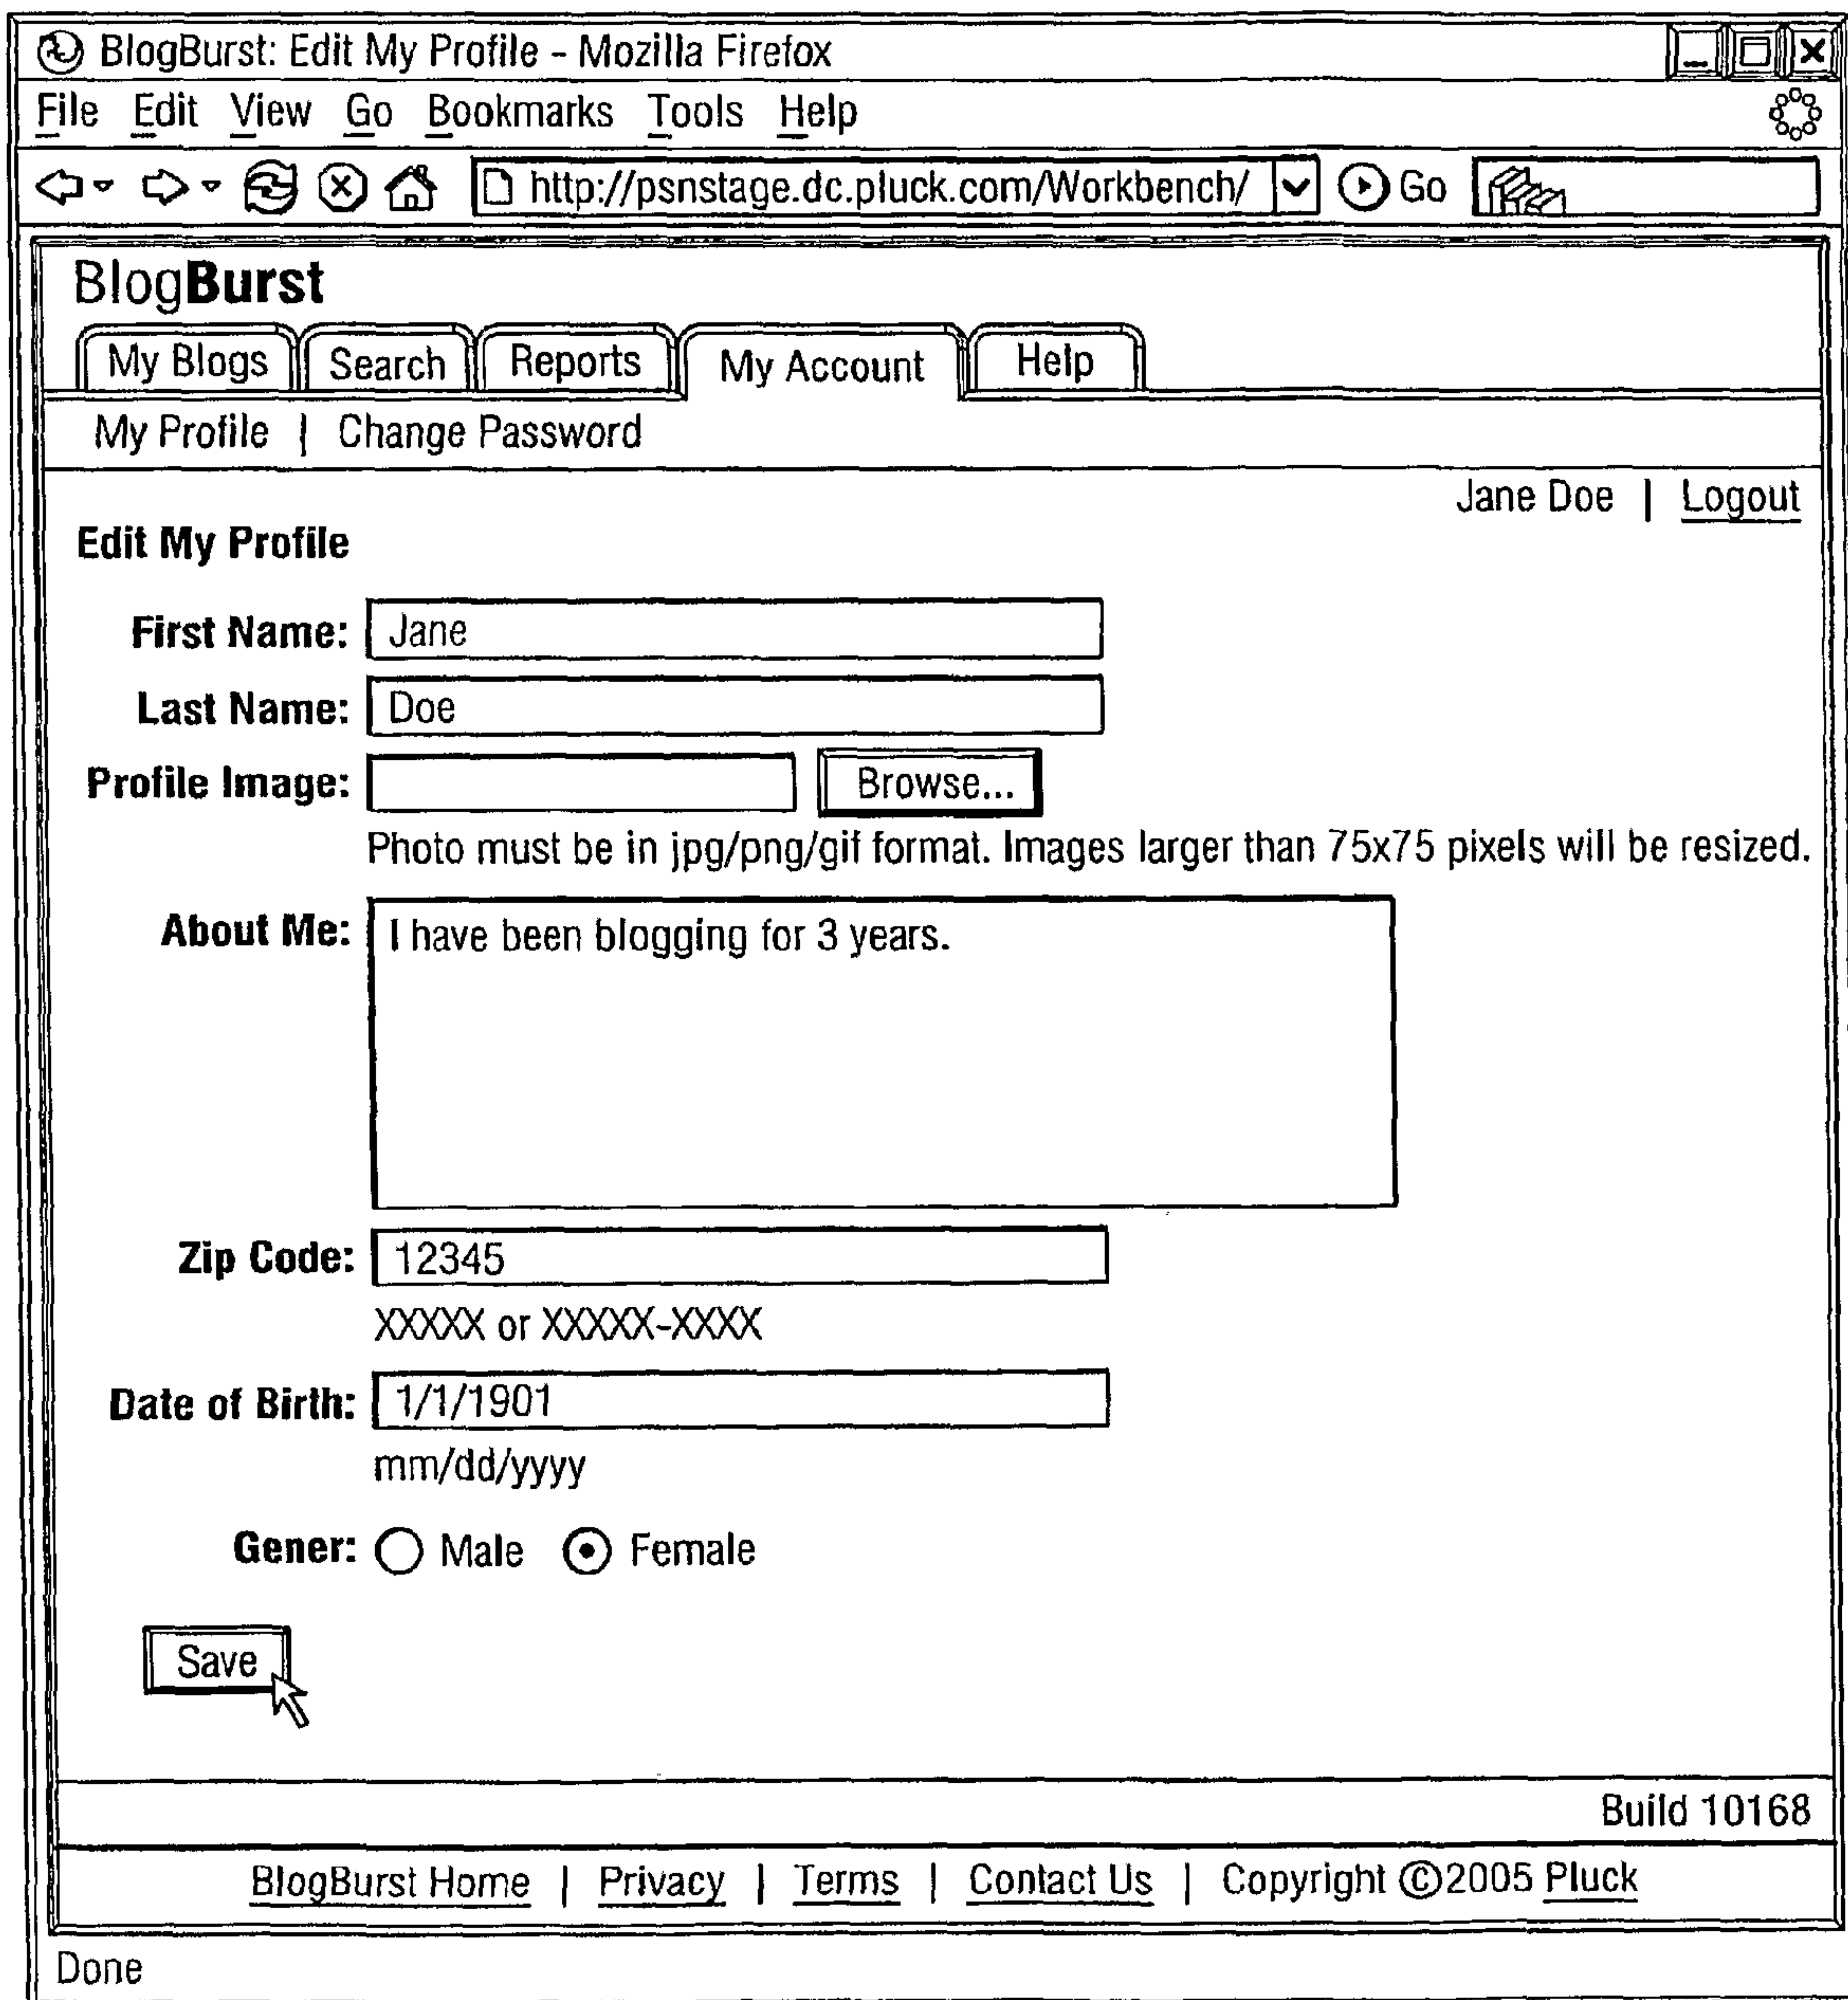 BlogBurst: Edit My Profile - Mozilla Firefox
File Edit View Go Bookmarks Tools Help
http://psnstage.dc.pluck.com/Workbench/ Go
BlogBurst
My Blogs Search Reports My Account Help
My Profile | Change Password
Jane Doe | Logout
Edit My Profile
First Name: Jane
Last Name: Doe
Profile Image: Browse...
Photo must be in jpg/png/gif format. Images larger than 75x75 pixels will be resized.
About Me: I have been blogging for 3 years.
Zip Code: 12345
XXXXX or XXXXX-XXXX
Date of Birth: 1/1/1901
mm/dd/yyyy
Gener: Male Female
Save
Build 10168
BlogBurst Home | Privacy | Terms | Contact Us | Copyright ©2005 Pluck
Done